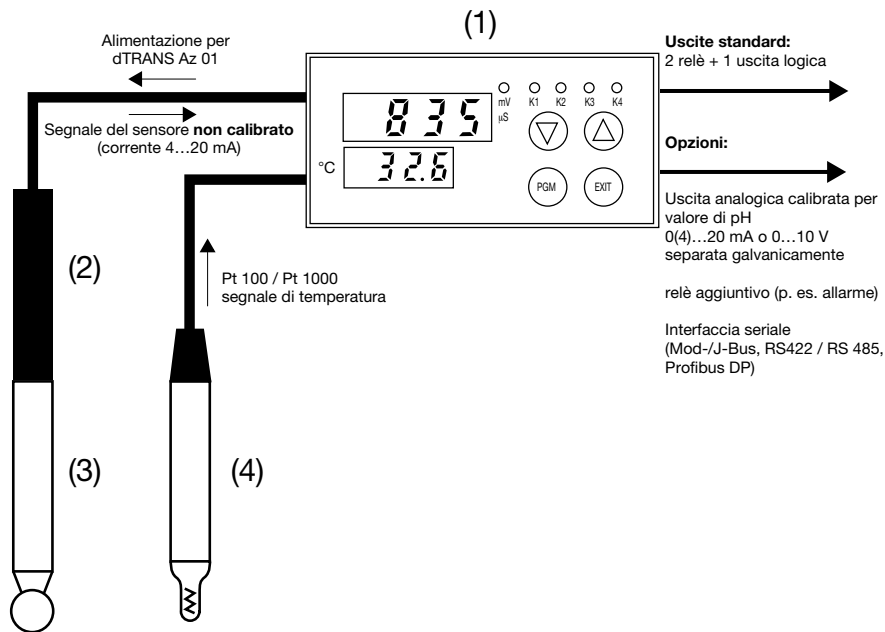 (1)
Alimentazione per
dTRANS Az 01
Segnale del sensore non calibrato
(corrente 4...20 mA)
835
°C
32.6
mV
µS
K1 K2 K3 K4
PGM
EXIT
Uscite standard:
2 relè + 1 uscita logica
Opzioni:
Uscita analogica calibrata per
valore di pH
0(4)...20 mA o 0...10 V
separata galvanicamente
relè aggiuntivo (p. es. allarme)
Interfaccia seriale
(Mod-/J-Bus, RS422 / RS 485,
Profibus DP)
(2)
Pt 100 / Pt 1000
segnale di temperatura
(3)
(4)